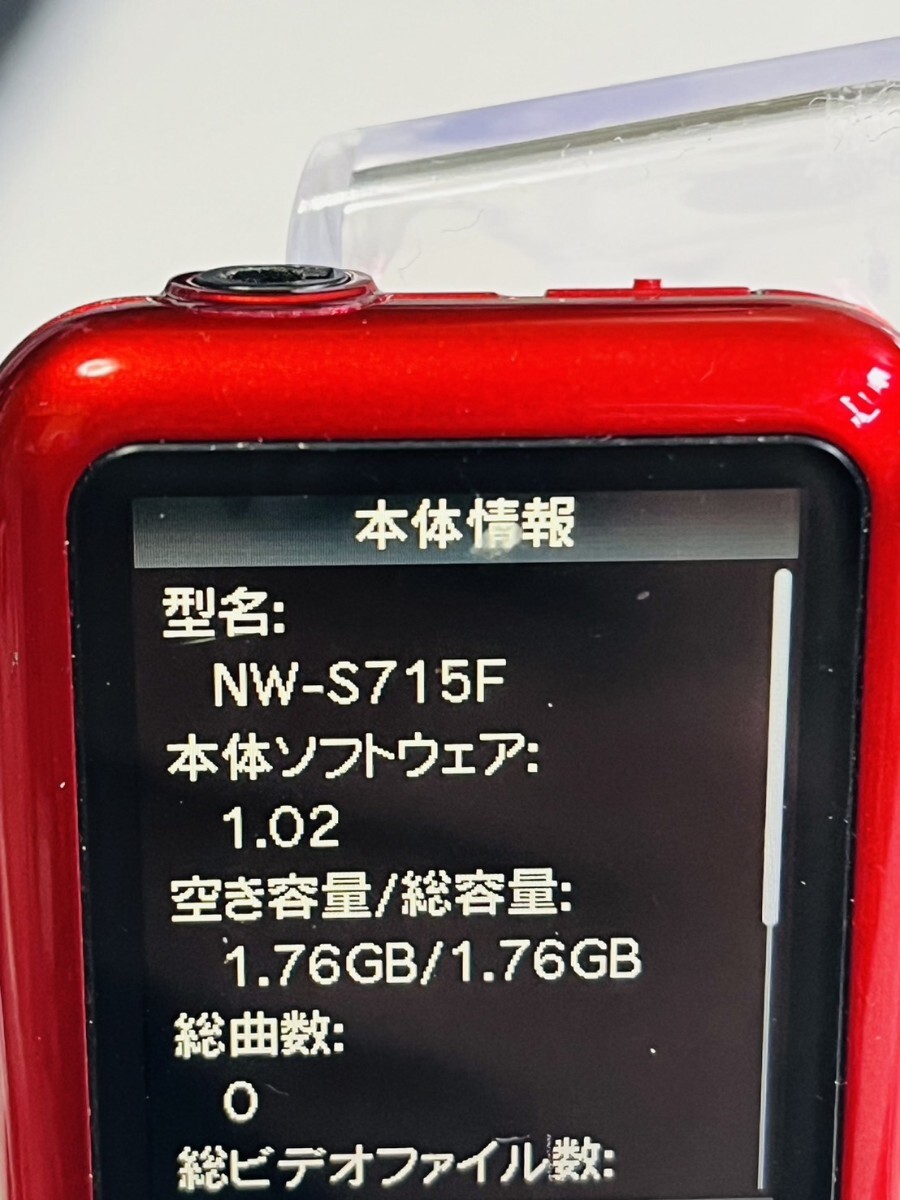 本体情報
型名:
NW-S715F
本体ソフトウェア:
1.02
空き容量/総容量:
1.76GB/1.76GB
総曲数:
0
総ビデオファイル数: